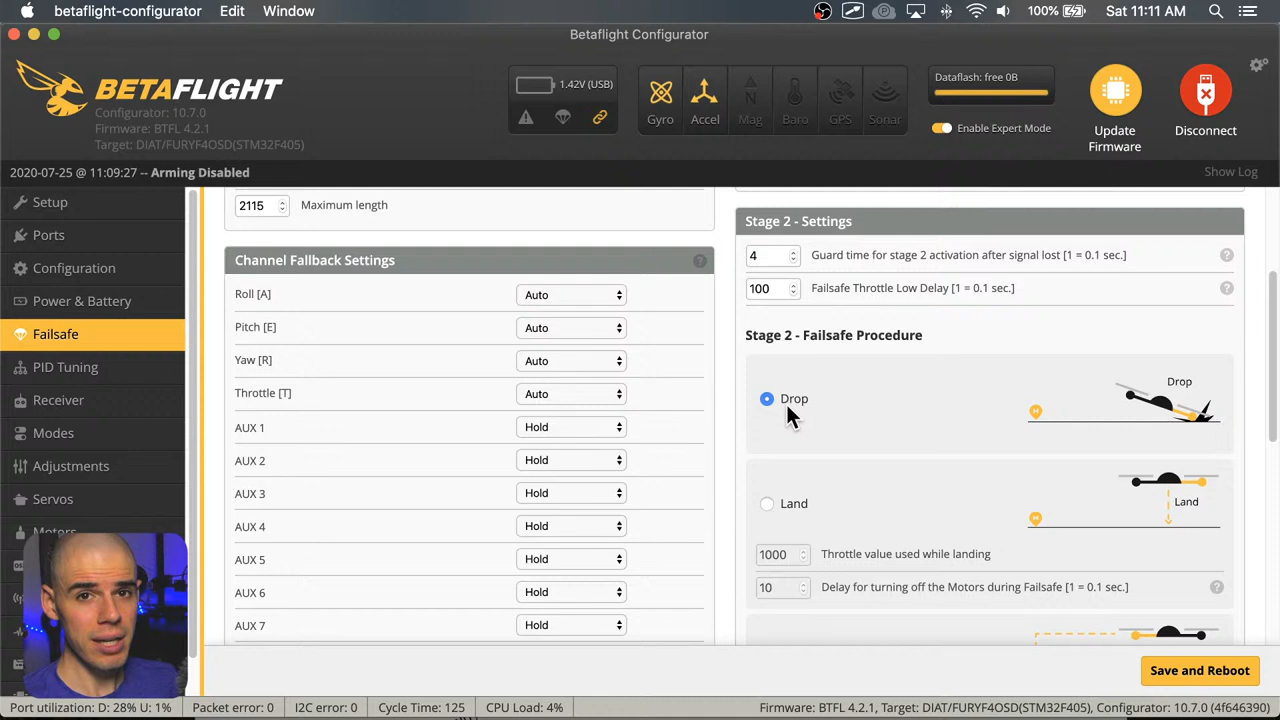 betaflight-configurator Edit Window 100% Sat 11:11 AM
Betaflight Configurator
BETAFLIGHT
Configurator: 10.7.0
Firmware: BTFL 4.2.1
Target: DIAT/FURYF4OSD(STM32F405)
1.42V (USB)
Gyro Accel Mag Baro GPS Sonar
Dataflash: free 0B
Enable Expert Mode
Update Firmware
Disconnect
2020-07-25 @ 11:09:27 -- Arming Disabled
Show Log
Setup
Ports
Configuration
Power & Battery
Failsafe
PID Tuning
Receiver
Modes
Adjustments
Servos
Motors
2115 Maximum length
Channel Fallback Settings ?
Roll [A] Auto
Pitch [E] Auto
Yaw [R] Auto
Throttle [T] Auto
AUX 1 Hold
AUX 2 Hold
AUX 3 Hold
AUX 4 Hold
AUX 5 Hold
AUX 6 Hold
AUX 7 Hold
Stage 2 - Settings
4 Guard time for stage 2 activation after signal lost [1 = 0.1 sec.] ?
100 Failsafe Throttle Low Delay [1 = 0.1 sec.] ?
Stage 2 - Failsafe Procedure
Drop
Drop
H
Land
Land
H
1000 Throttle value used while landing
10 Delay for turning off the Motors during Failsafe [1 = 0.1 sec.] ?
Save and Reboot
Port utilization: D: 28% U: 1% Packet error: 0 I2C error: 0 Cycle Time: 125 CPU Load: 4% Firmware: BTFL 4.2.1, Target: DIAT/FURYF4OSD(STM32F405), Configurator: 10.7.0 (4f646390)